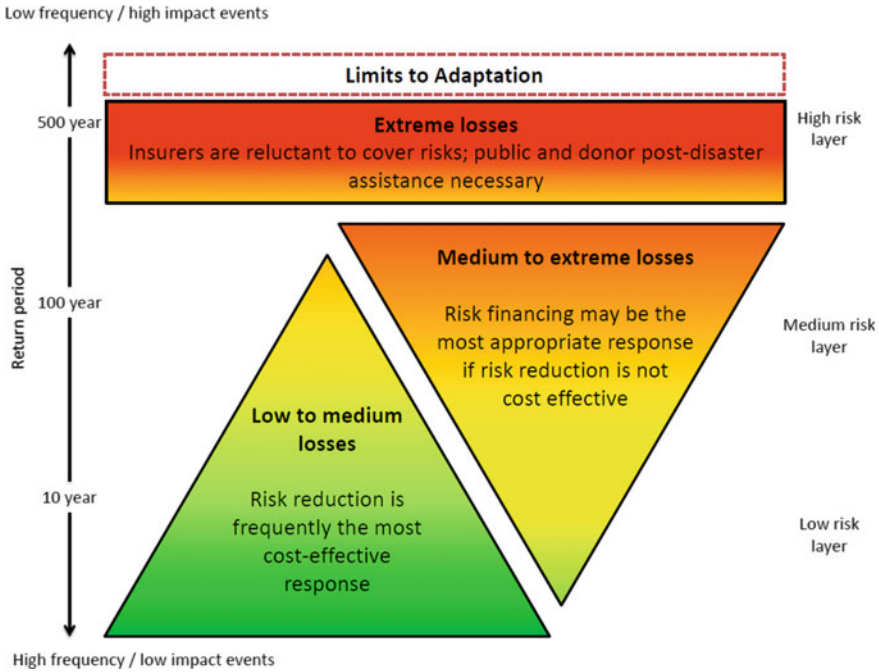 Low frequency / high impact events
Limits to Adaptation
500 year
Extreme losses
Insurers are reluctant to cover risks; public and donor post-disaster
assistance necessary
High risk
layer
Medium to extreme losses
Risk financing may be the
most appropriate response
if risk reduction is not
cost effective
Return period
100 year
Medium risk
layer
Low to medium
losses
Risk reduction is
frequently the most
cost-effective
response
10 year
Low risk
layer
High frequency / low impact events